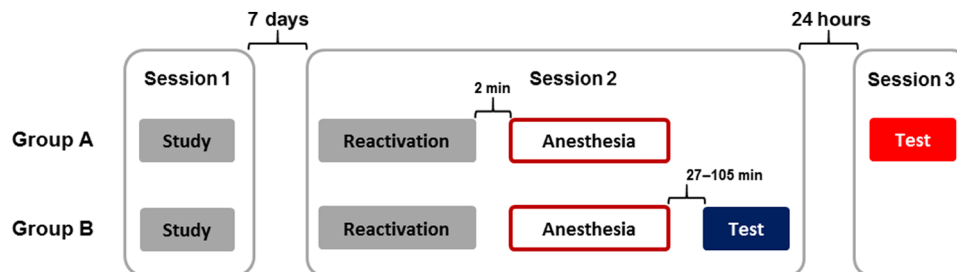 7 days
24 hours
Session 1
Session 2
Session 3
2 min
Group A
Study
Reactivation
Anesthesia
Test
27–105 min
Group B
Study
Reactivation
Anesthesia
Test